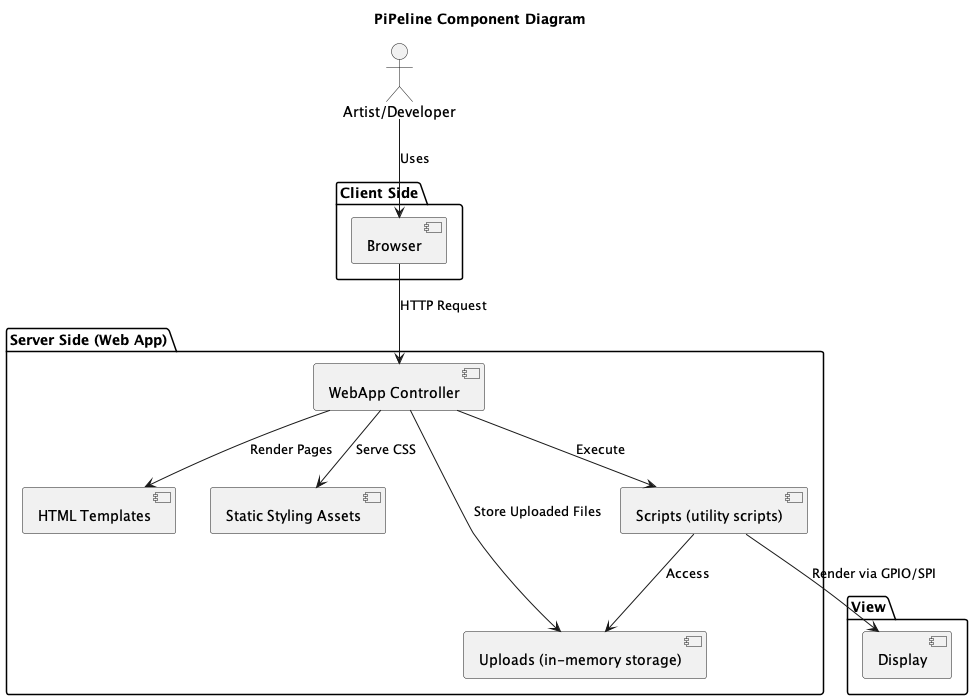 PiPeline Component Diagram
Artist/Developer
Uses
Client Side
Browser
HTTP Request
Server Side (Web App)
WebApp Controller
Render Pages
Serve CSS
Execute
HTML Templates
Static Styling Assets
Store Uploaded Files
Scripts (utility scripts)
Access
Render via GPIO/SPI
View
Uploads (in-memory storage)
Display